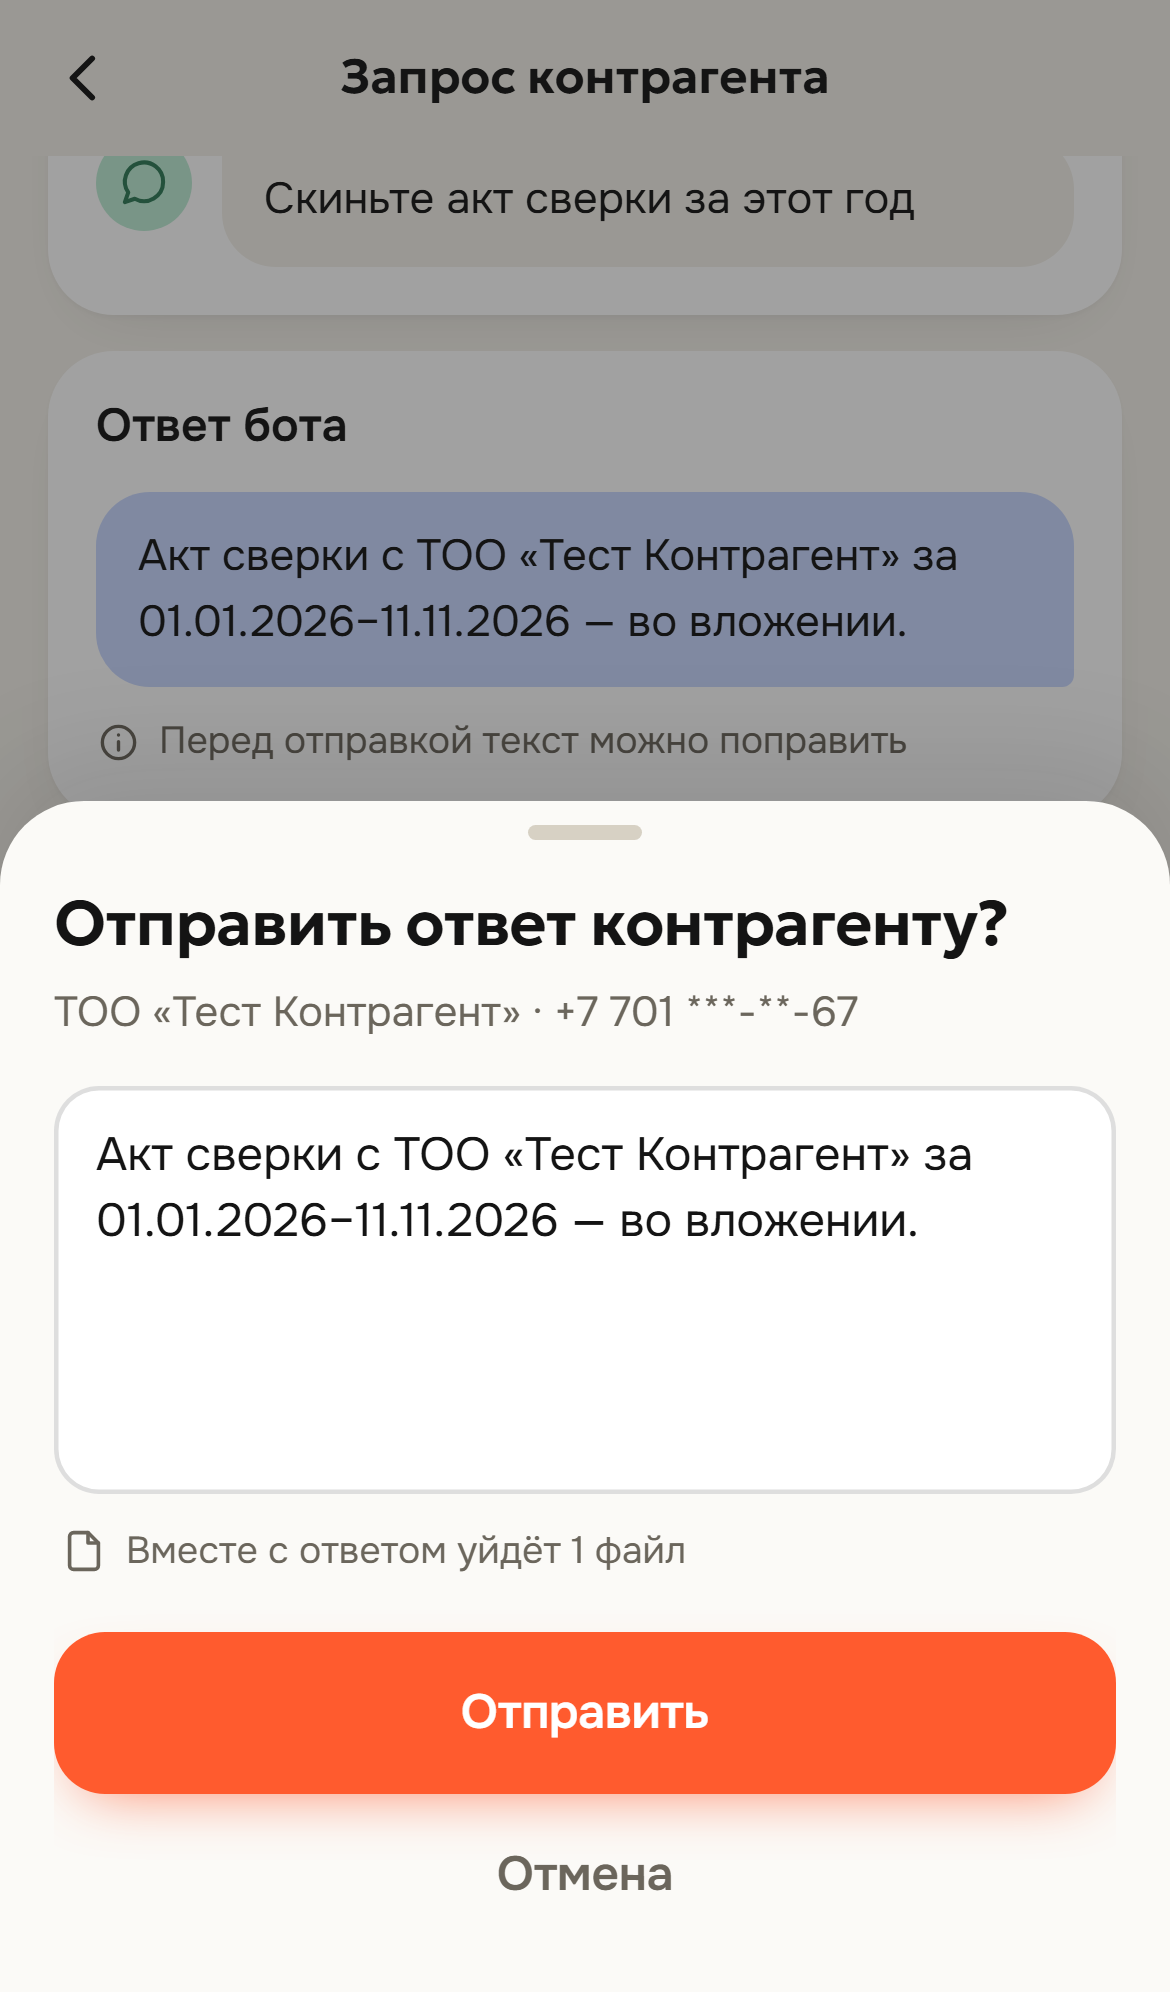 Запрос контрагента
Скиньте акт сверки за этот год
Ответ бота
Акт сверки с ТОО «Тест Контрагент» за
01.01.2026–11.11.2026 — во вложении.
Перед отправкой текст можно поправить
Отправить ответ контрагенту?
ТОО «Тест Контрагент» · +7 701 ***-**-67
Акт сверки с ТОО «Тест Контрагент» за
01.01.2026–11.11.2026 — во вложении.
Вместе с ответом уйдёт 1 файл
Отправить
Отмена